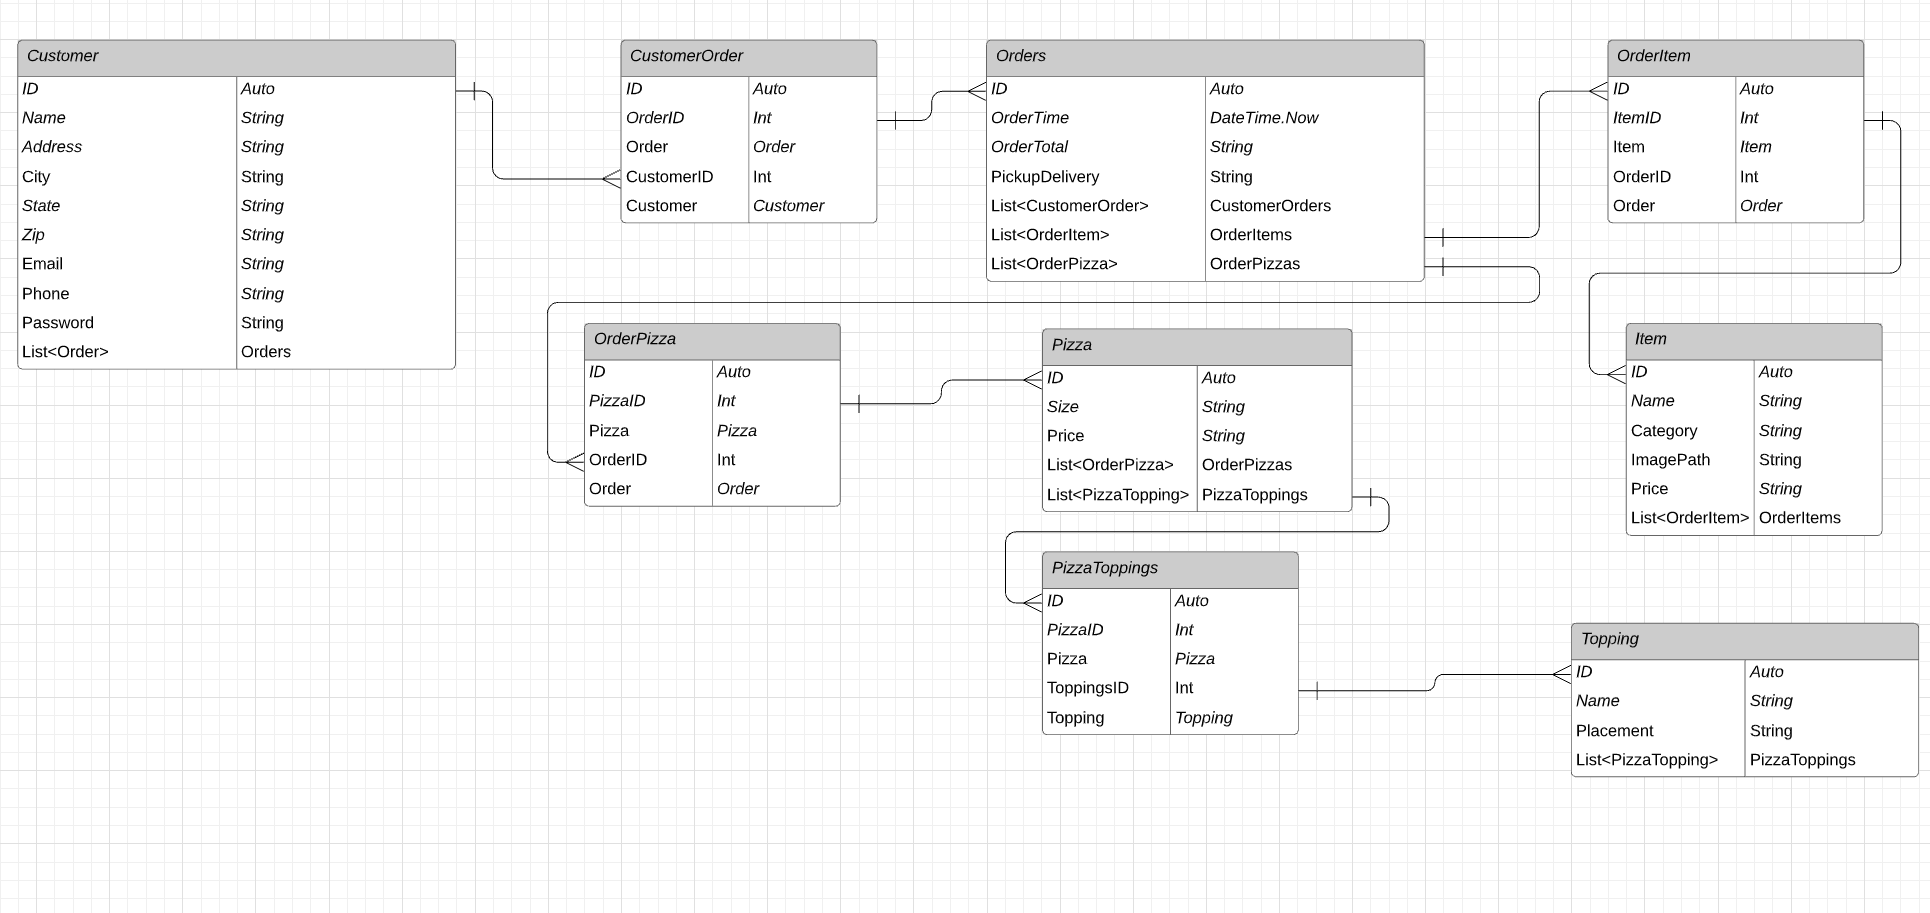 Customer
ID Auto
Name String
Address String
City String
State String
Zip String
Email String
Phone String
Password String
List<Order> Orders
CustomerOrder
ID Auto
OrderID Int
Order Order
CustomerID Int
Customer Customer
Orders
ID Auto
OrderTime DateTime.Now
OrderTotal String
PickupDelivery String
List<CustomerOrder> CustomerOrders
List<OrderItem> OrderItems
List<OrderPizza> OrderPizzas
OrderItem
ID Auto
ItemID Int
Item Item
OrderID Int
Order Order
OrderPizza
ID Auto
PizzaID Int
Pizza Pizza
OrderID Int
Order Order
Pizza
ID Auto
Size String
Price String
List<OrderPizza> OrderPizzas
List<PizzaTopping> PizzaToppings
Item
ID Auto
Name String
Category String
ImagePath String
Price String
List<OrderItem> OrderItems
PizzaToppings
ID Auto
PizzaID Int
Pizza Pizza
ToppingsID Int
Topping Topping
Topping
ID Auto
Name String
Placement String
List<PizzaTopping> PizzaToppings